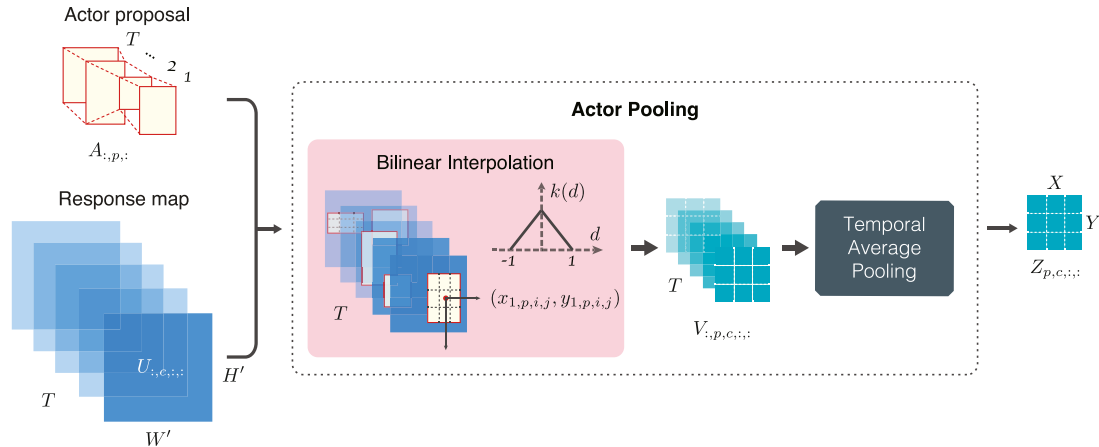 Actor proposal
T
...
2
1
A:,p,:
Response map
U:,c,:,:
T
H′
W′
Actor Pooling
Bilinear Interpolation
k(d)
d
-1
1
(x1,p,i,j, y1,p,i,j)
T
T
V:,p,c,:,:
Temporal
Average
Pooling
X
Y
Zp,c,:,: